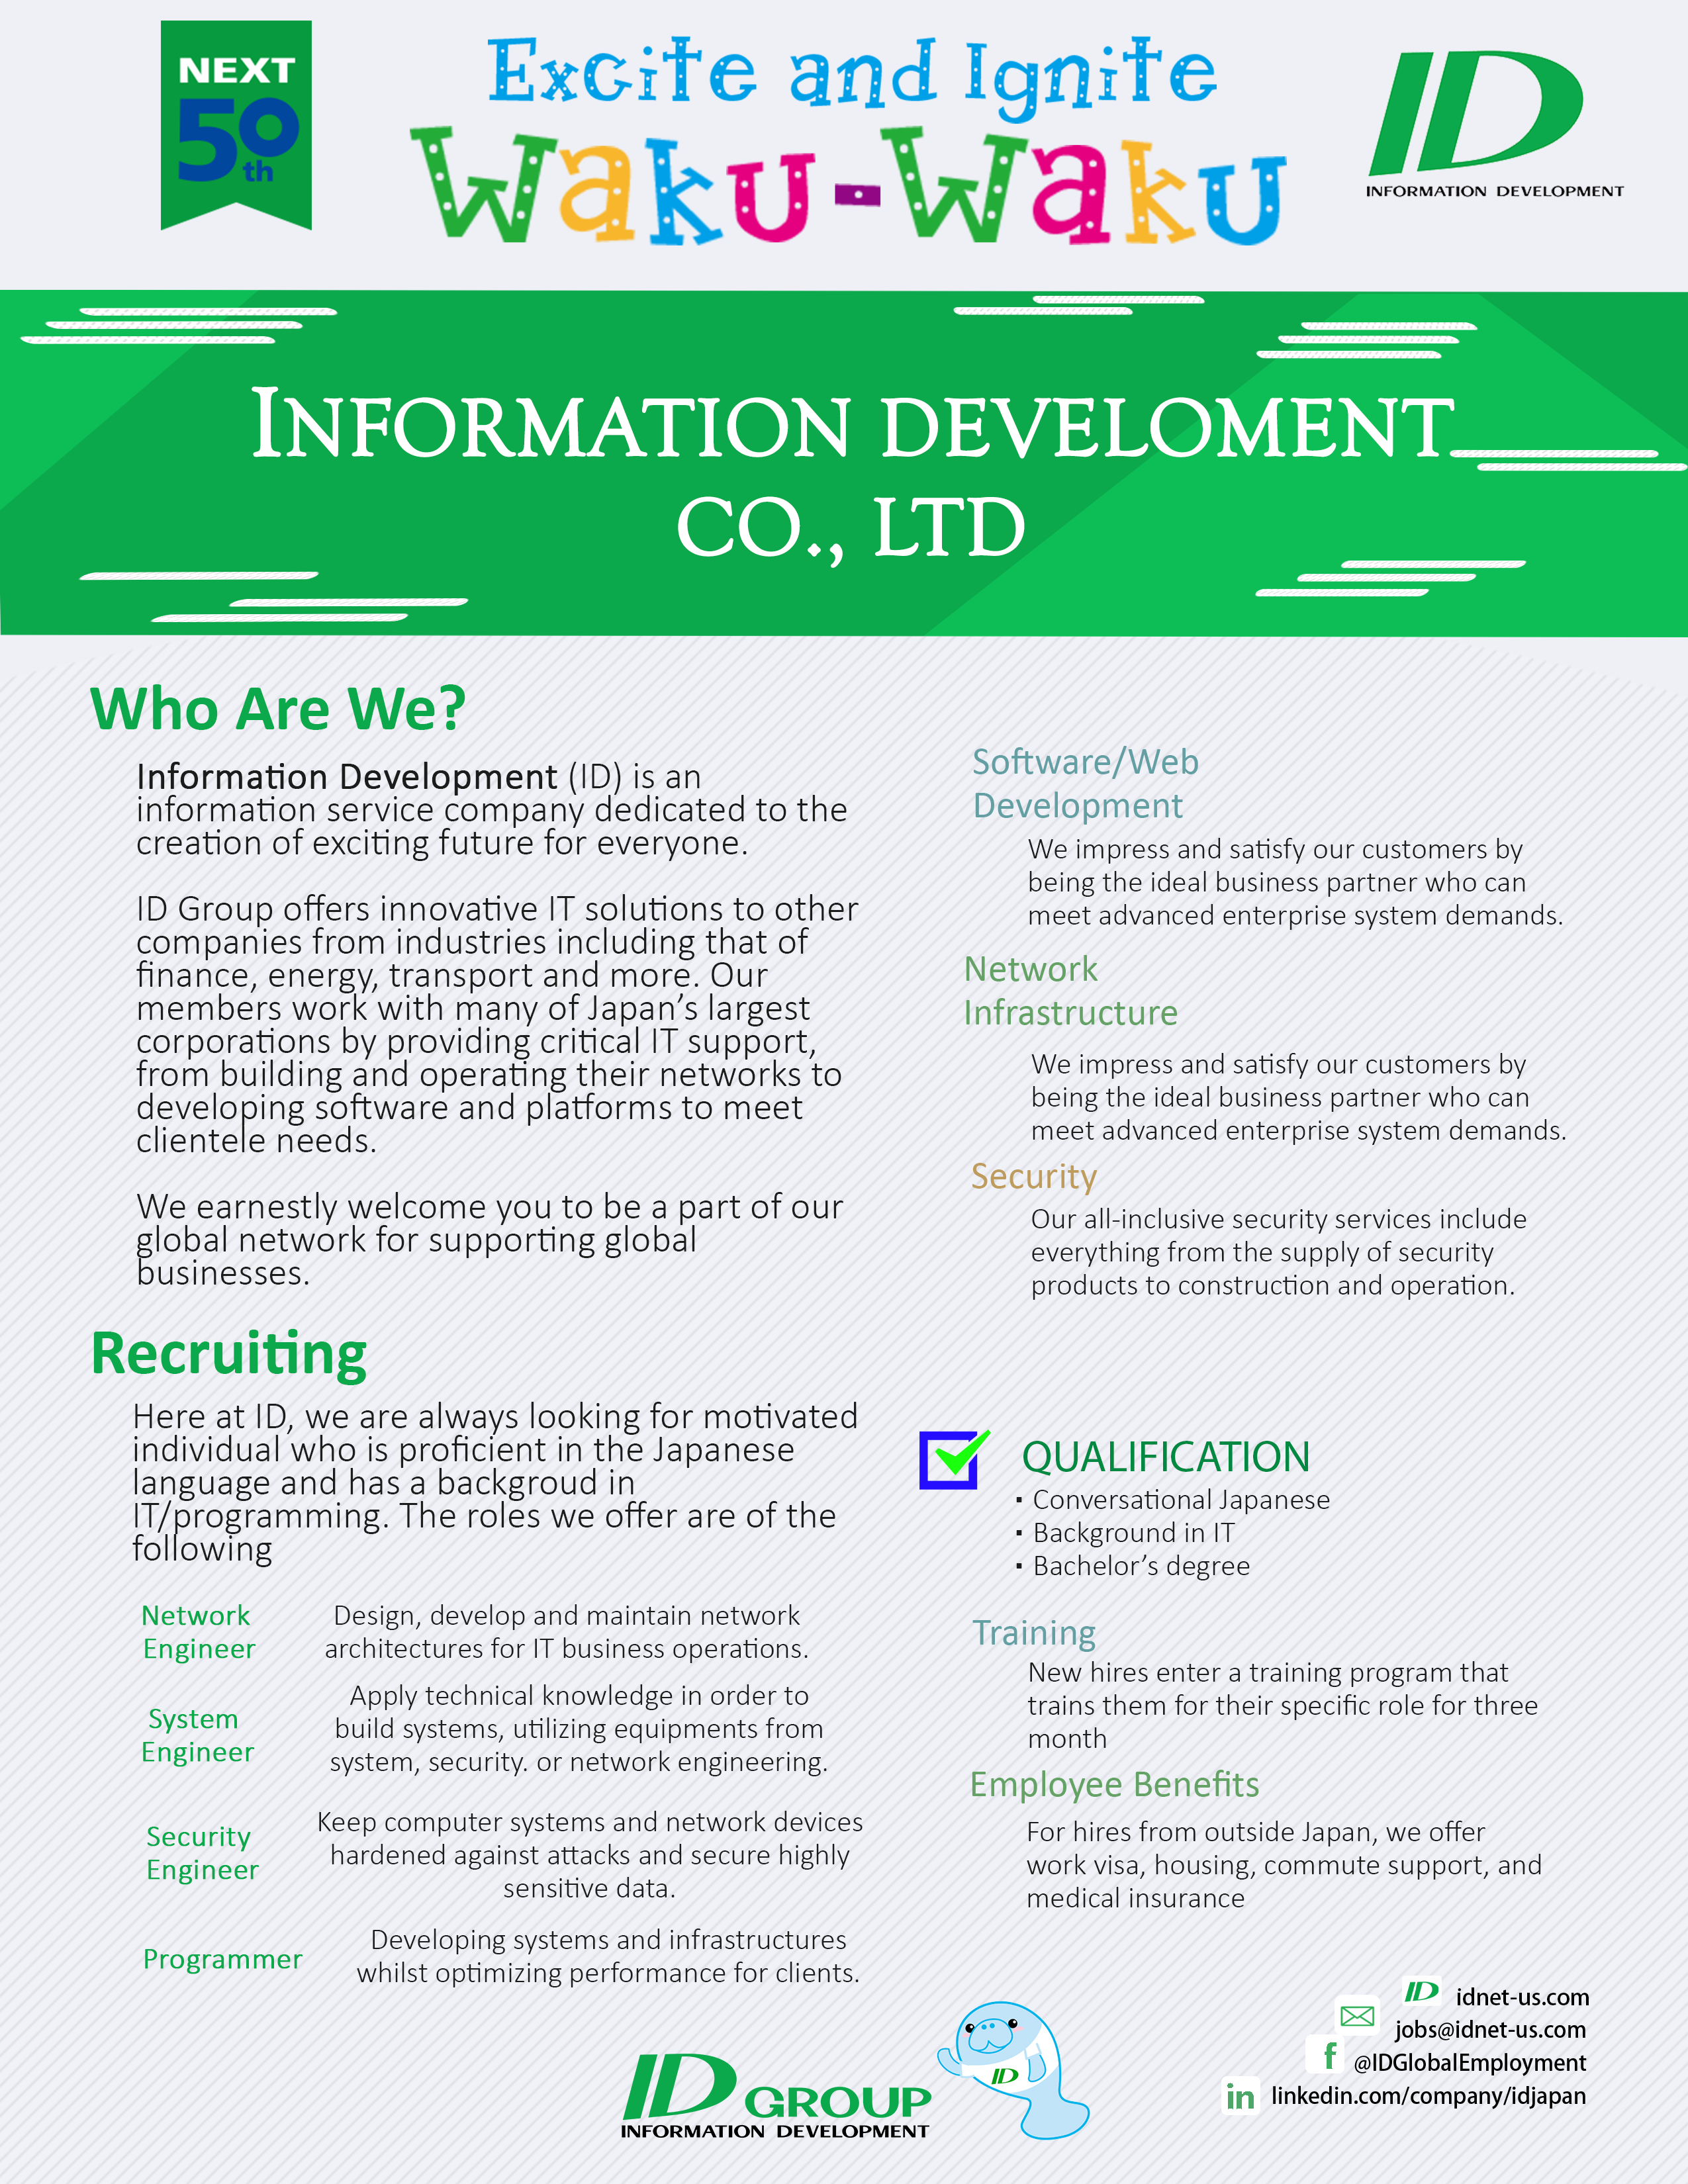 NEXT
50th
Excite and Ignite
Waku-Waku
ID
INFORMATION DEVELOPMENT
INFORMATION DEVELOMENT
CO., LTD
Who Are We?
Information Development (ID) is an
information service company dedicated to the
creation of exciting future for everyone.
ID Group offers innovative IT solutions to other
companies from industries including that of
finance, energy, transport and more. Our
members work with many of Japan’s largest
corporations by providing critical IT support,
from building and operating their networks to
developing software and platforms to meet
clientele needs.
We earnestly welcome you to be a part of our
global network for supporting global
businesses.
Software/Web
Development
We impress and satisfy our customers by
being the ideal business partner who can
meet advanced enterprise system demands.
Network
Infrastructure
We impress and satisfy our customers by
being the ideal business partner who can
meet advanced enterprise system demands.
Security
Our all-inclusive security services include
everything from the supply of security
products to construction and operation.
Recruiting
Here at ID, we are always looking for motivated
individual who is proficient in the Japanese
language and has a backgroud in
IT/programming. The roles we offer are of the
following
Network
Engineer
Design, develop and maintain network
architectures for IT business operations.
System
Engineer
Apply technical knowledge in order to
build systems, utilizing equipments from
system, security. or network engineering.
Security
Engineer
Keep computer systems and network devices
hardened against attacks and secure highly
sensitive data.
Programmer
Developing systems and infrastructures
whilst optimizing performance for clients.
QUALIFICATION
▪ Conversational Japanese
▪ Background in IT
▪ Bachelor’s degree
Training
New hires enter a training program that
trains them for their specific role for three
month
Employee Benefits
For hires from outside Japan, we offer
work visa, housing, commute support, and
medical insurance
ID GROUP
INFORMATION DEVELOPMENT
ID
ID idnet-us.com
jobs@idnet-us.com
f @IDGlobalEmployment
in linkedin.com/company/idjapan